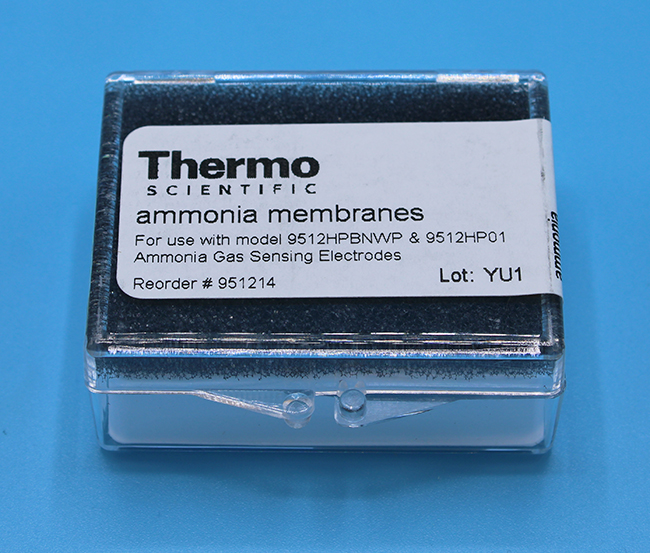 Thermo
SCIENTIFIC
ammonia membranes
For use with model 9512HPBNWP & 9512HP01
Ammonia Gas Sensing Electrodes
Reorder # 951214
Lot: YU1